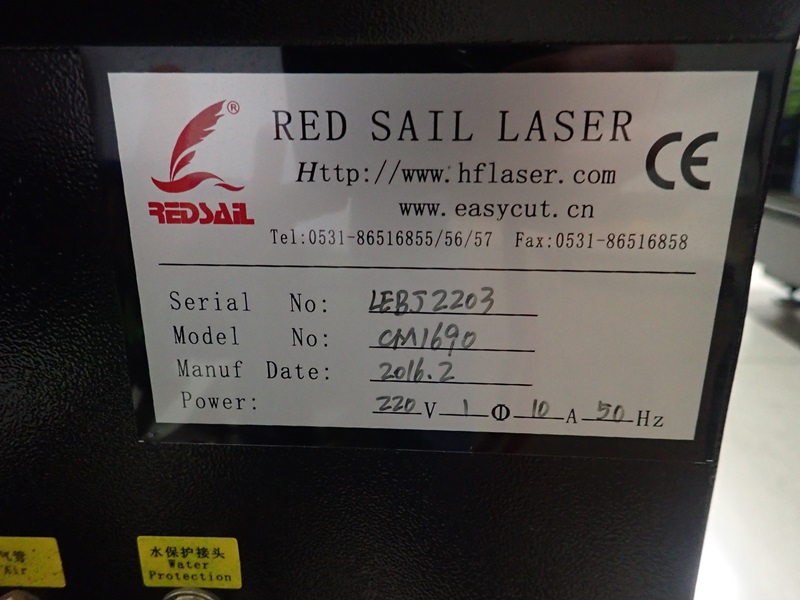 ®
REDSAIL
RED SAIL LASER
Http://www.hflaser.com
www.easycut.cn
Tel:0531-86516855/56/57 Fax:0531-86516858
CE
Serial No: LEBJ2203
Model No: CM1690
Manuf Date: 2016.2
Power: 220 V 1 Φ 10 A 50 Hz
Air
水保护接头
Water
Protection